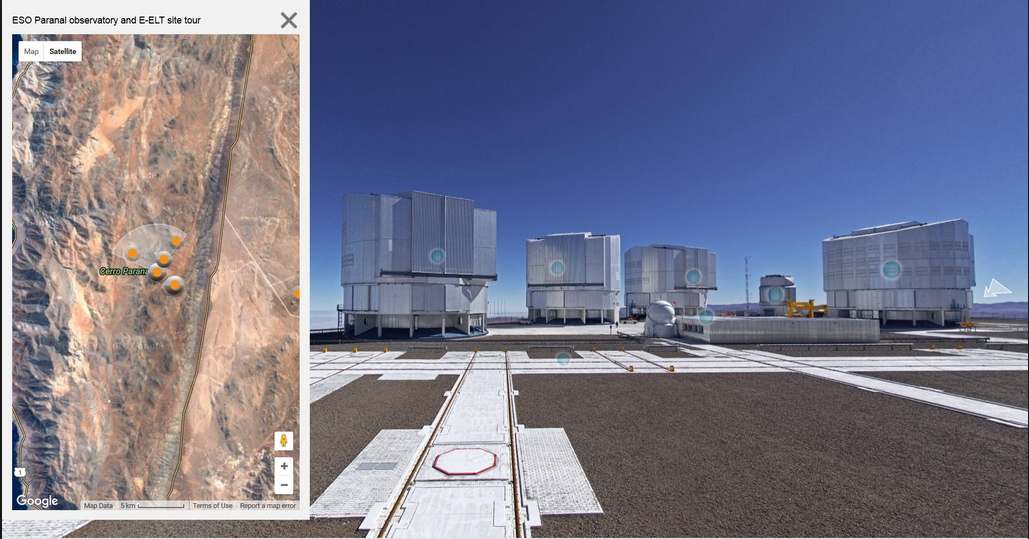 ESO Paranal observatory and E-ELT site tour
Map Satellite
Cerro Paran
1
+
−
Google
Map Data 5 km Terms of Use Report a map error